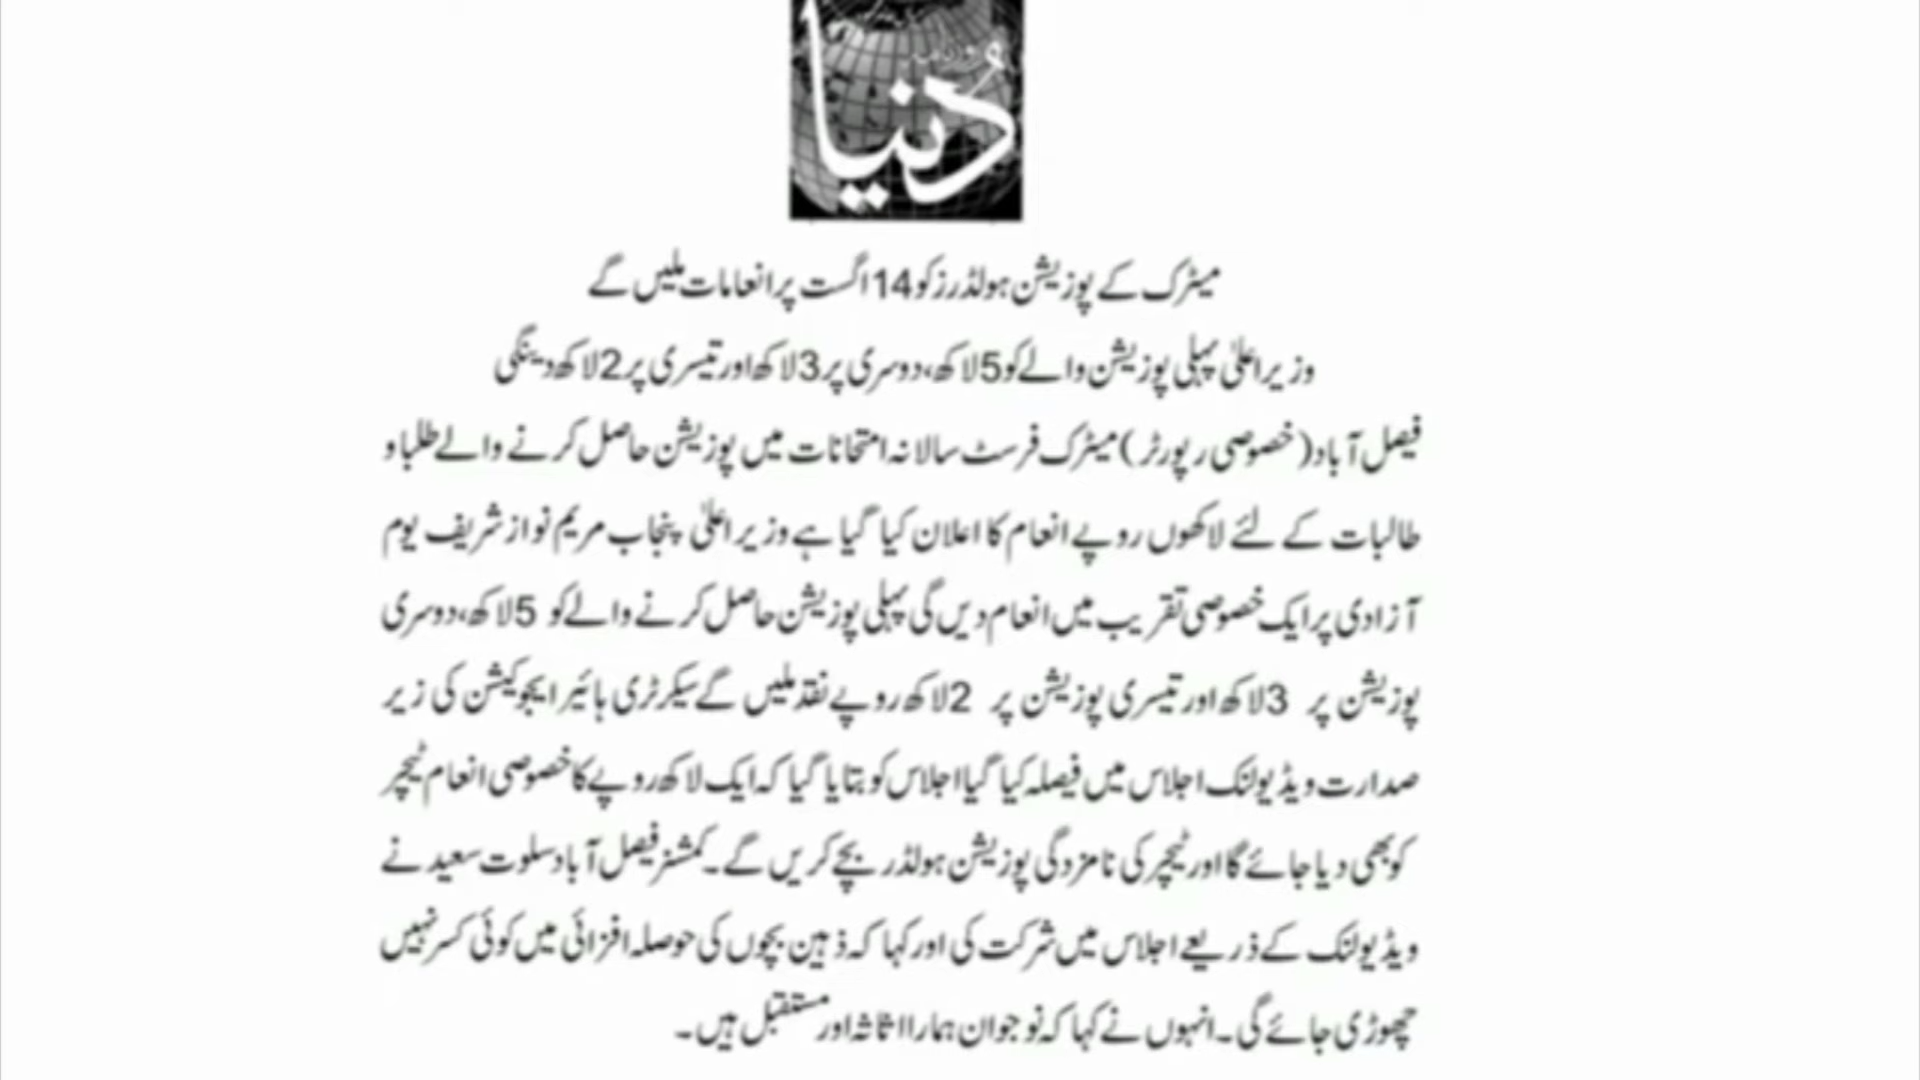 دُنیا
میٹرک کے پوزیشن ہولڈرز کو 14 اگست پر انعامات ملیں گے
وزیراعلیٰ پہلی پوزیشن والے کو 5 لاکھ، دوسری پر 3 لاکھ اور تیسری پر 2 لاکھ دینگی
فیصل آباد (خصوصی رپورٹر) میٹرک فرسٹ سالانہ امتحانات میں پوزیشن حاصل کرنے والے طلبا و
طالبات کے لئے لاکھوں روپے انعام کا اعلان کیا گیا ہے وزیر اعلیٰ پنجاب مریم نواز شریف یوم
آزادی پر ایک خصوصی تقریب میں انعام دیں گی پہلی پوزیشن حاصل کرنے والے کو 5 لاکھ، دوسری
پوزیشن پر 3 لاکھ اور تیسری پوزیشن پر 2 لاکھ روپے نقد ملیں گے سیکرٹری ہائیر ایجوکیشن کی زیر
صدارت ویڈیو لنک اجلاس میں فیصلہ کیا گیا اجلاس کو بتایا گیا کہ ایک لاکھ روپے کا خصوصی انعام ٹیچر
کو بھی دیا جائے گا اور ٹیچر کی نامزدگی پوزیشن ہولڈر بچے کریں گے۔ کمشنر فیصل آباد سلوت سعید نے
ویڈیو لنک کے ذریعے اجلاس میں شرکت کی اور کہا کہ ذہین بچوں کی حوصلہ افزائی میں کوئی کسر نہیں
چھوڑی جائے گی۔ انہوں نے کہا کہ نوجوان ہمارا اثاثہ اور مستقبل ہیں۔